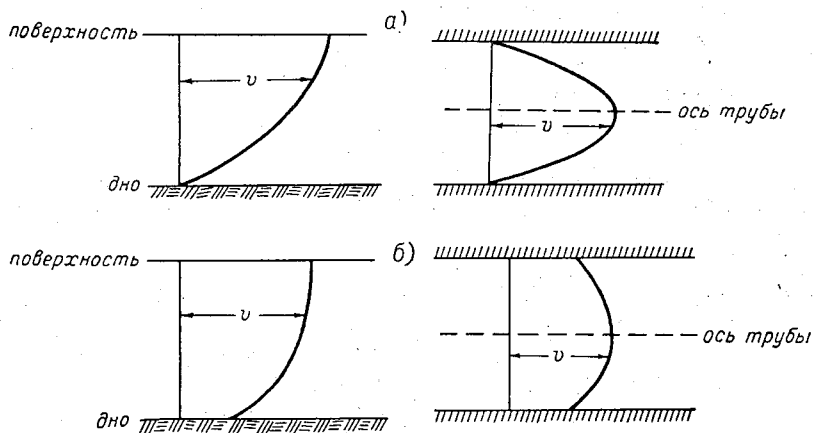 а)
поверхность
v
v
ось трубы
дно
б)
поверхность
v
v
ось трубы
дно